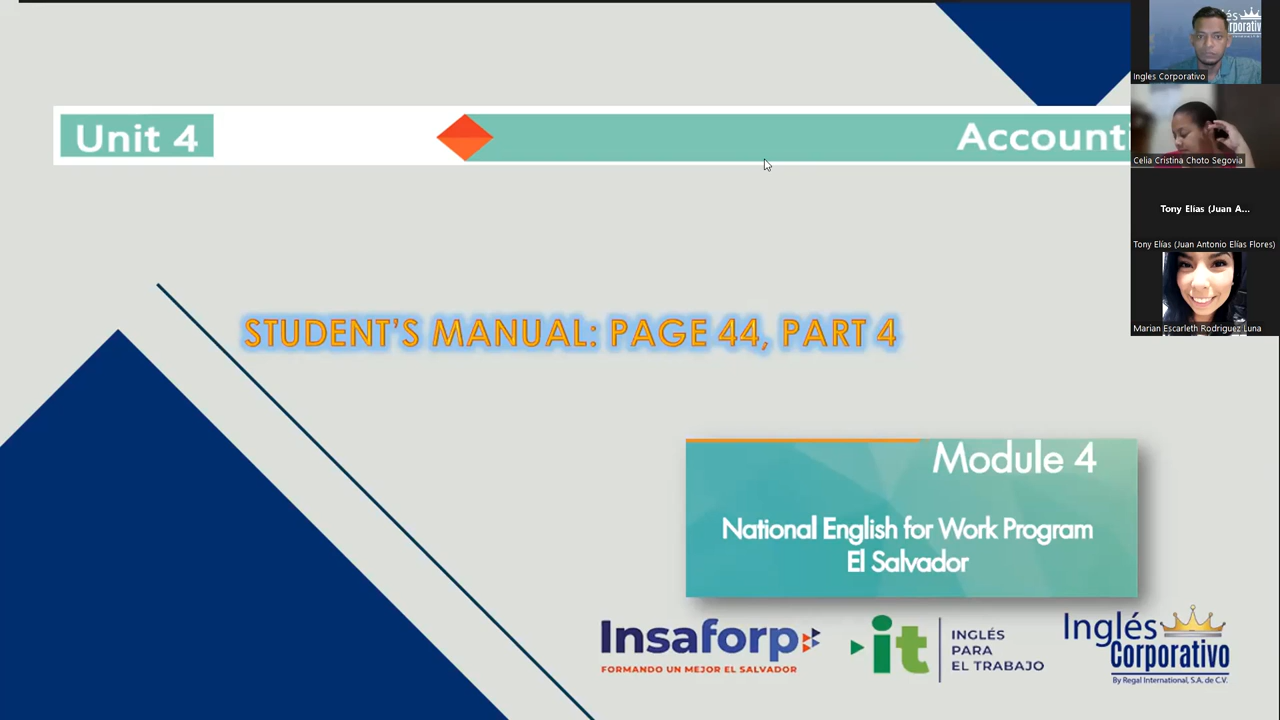 Unit 4
Accounti
STUDENT'S MANUAL: PAGE 44, PART 4
Module 4
National English for Work Program
El Salvador
Insaforp
FORMANDO UN MEJOR EL SALVADOR
it
INGLÉS
PARA
EL TRABAJO
Inglés
Corporativo
By Regal International, S.A. de C.V.
Ingles Corporativo
Celia Cristina Choto Segovia
Tony Elías (Juan A...
Tony Elías (Juan Antonio Elías Flores)
Marian Escarleth Rodriguez Luna